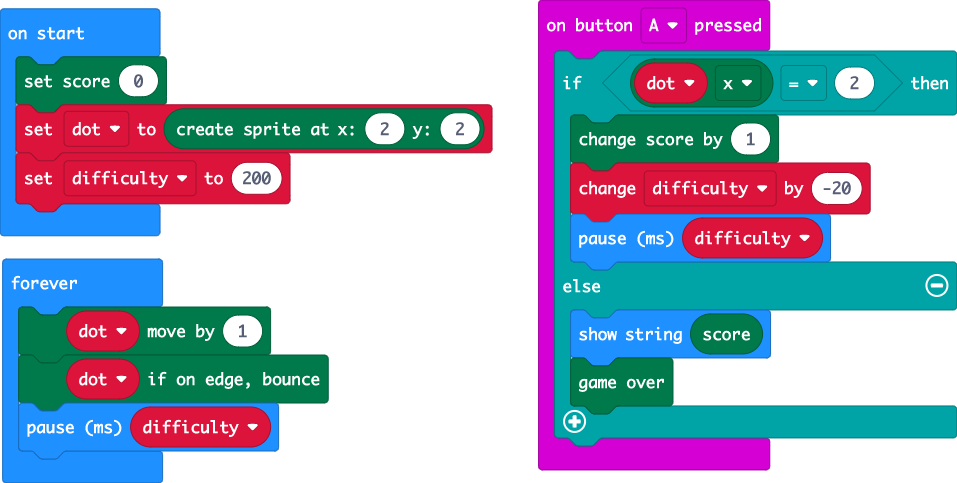 on start
set score 0
set dot to create sprite at x: 2 y: 2
set difficulty to 200
forever
dot move by 1
dot if on edge, bounce
pause (ms) difficulty
on button A pressed
if dot x = 2 then
change score by 1
change difficulty by -20
pause (ms) difficulty
else
show string score
game over